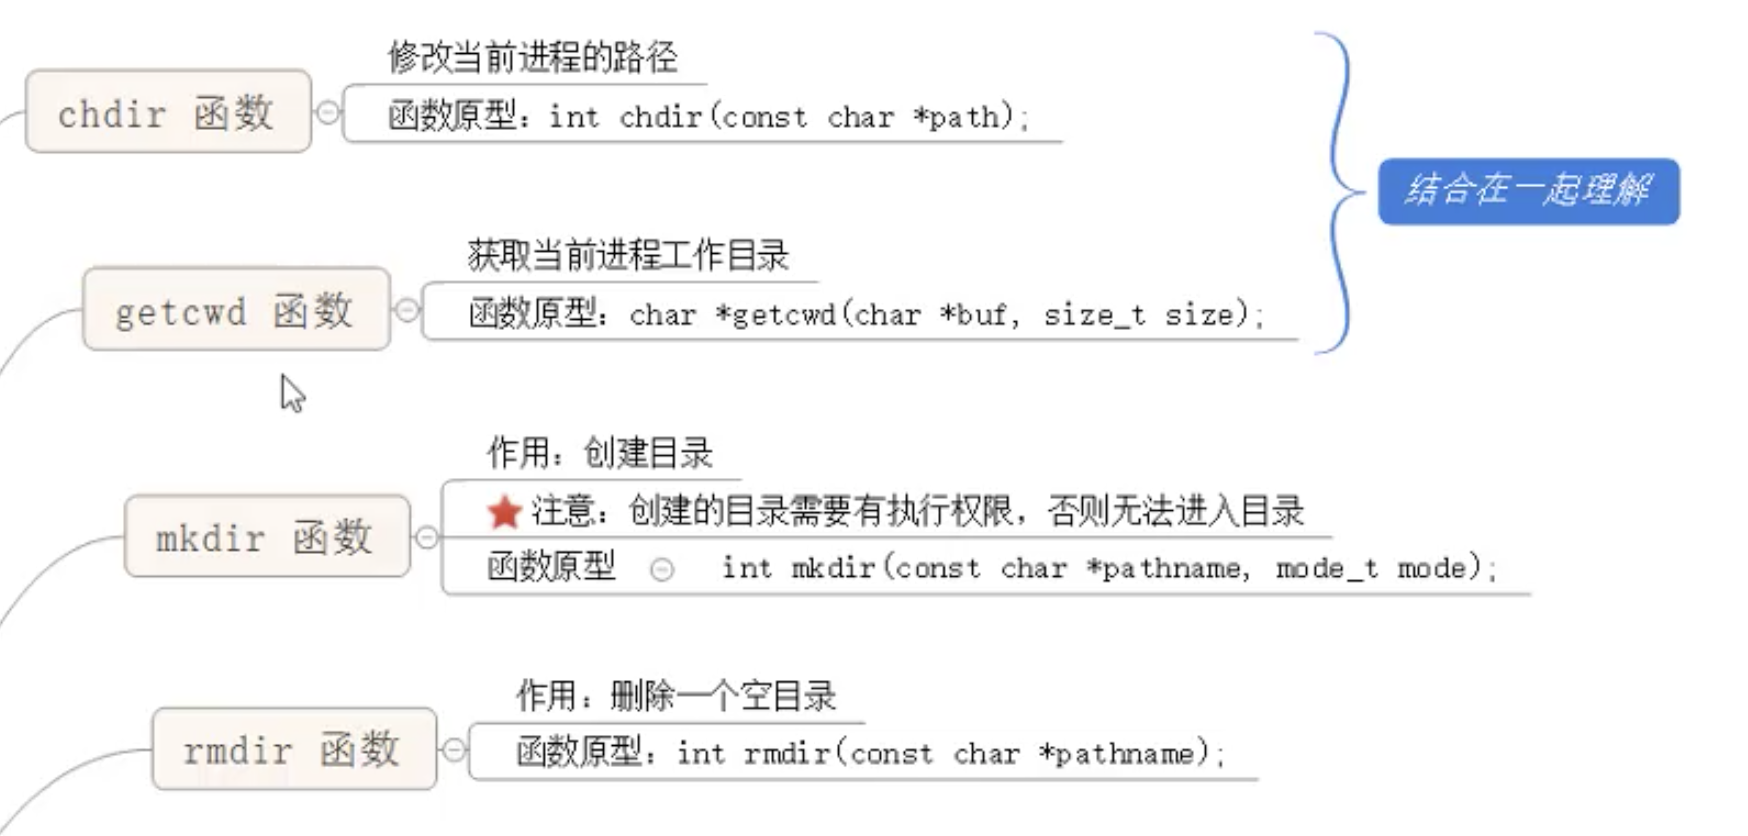 修改当前进程的路径
chdir 函数
函数原型：int chdir(const char *path);
结合在一起理解
获取当前进程工作目录
getcwd 函数
函数原型：char *getcwd(char *buf, size_t size);
作用：创建目录
mkdir 函数
注意：创建的目录需要有执行权限，否则无法进入目录
函数原型 int mkdir(const char *pathname, mode_t mode);
作用：删除一个空目录
rmdir 函数
函数原型：int rmdir(const char *pathname);